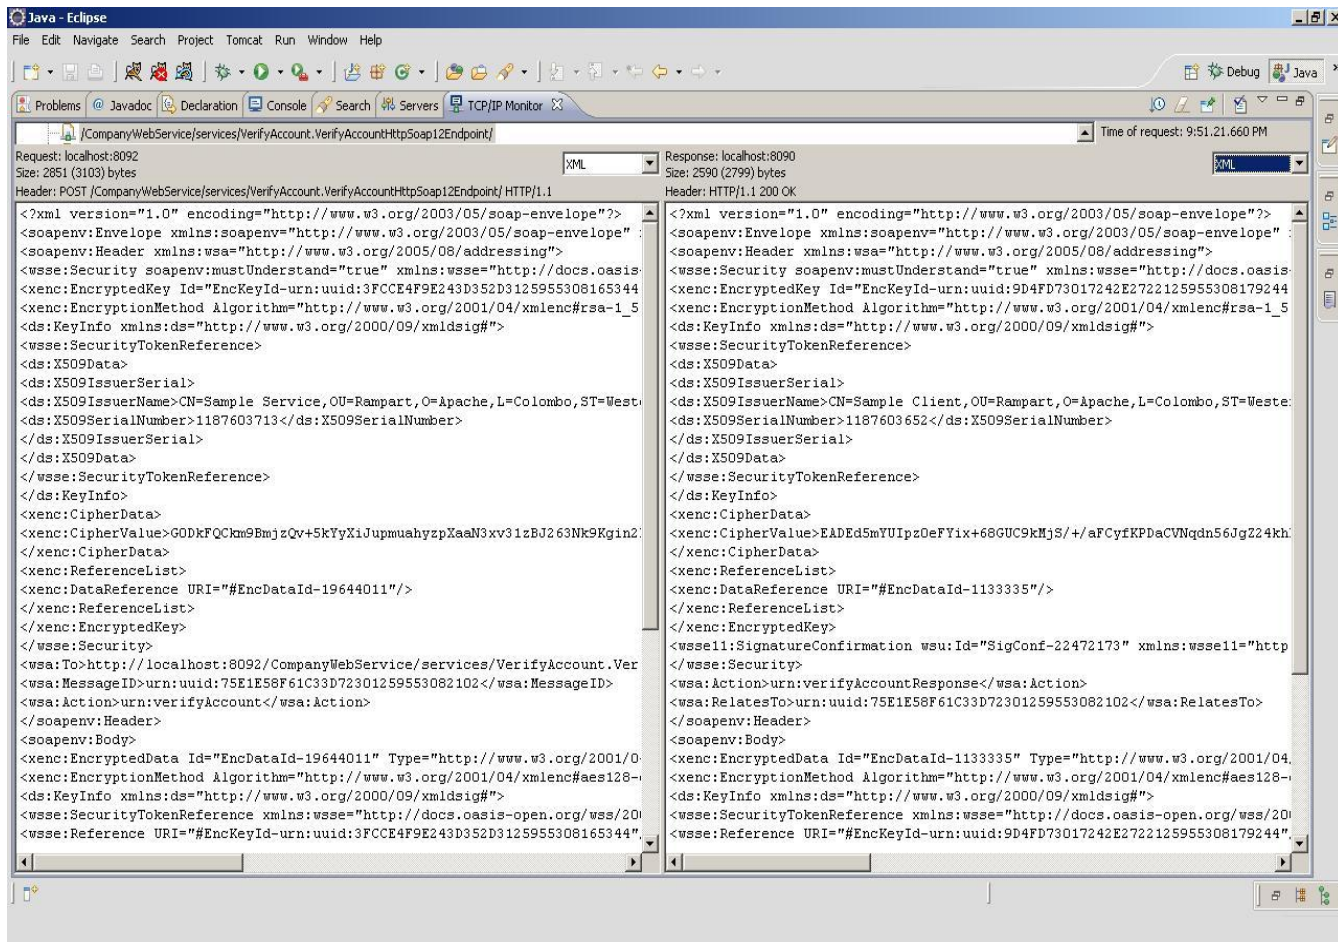 Java - Eclipse
File Edit Navigate Search Project Tomcat Run Window Help
Debug Java
Problems @ Javadoc Declaration Console Search Servers TCP/IP Monitor
/CompanyWebService/services/VerifyAccount.VerifyAccountHttpSoap12Endpoint/
Time of request: 9:51.21.660 PM
Request: localhost:8092
Size: 2851 (3103) bytes
XML
Header: POST /CompanyWebService/services/VerifyAccount.VerifyAccountHttpSoap12Endpoint/ HTTP/1.1
<?xml version="1.0" encoding="http://www.w3.org/2003/05/soap-envelope"?>
<soapenv:Envelope xmlns:soapenv="http://www.w3.org/2003/05/soap-envelope"
<soapenv:Header xmlns:wsa="http://www.w3.org/2005/08/addressing">
<wsse:Security soapenv:mustUnderstand="true" xmlns:wsse="http://docs.oasis-
<xenc:EncryptedKey Id="EncKeyId-urn:uuid:3FCCE4F9E243D352D3125955308165344
<xenc:EncryptionMethod Algorithm="http://www.w3.org/2001/04/xmlenc#rsa-1_5
<ds:KeyInfo xmlns:ds="http://www.w3.org/2000/09/xmldsig#">
<wsse:SecurityTokenReference>
<ds:X509Data>
<ds:X509IssuerSerial>
<ds:X509IssuerName>CN=Sample Service,OU=Rampart,O=Apache,L=Colombo,ST=West
<ds:X509SerialNumber>1187603713</ds:X509SerialNumber>
</ds:X509IssuerSerial>
</ds:X509Data>
</wsse:SecurityTokenReference>
</ds:KeyInfo>
<xenc:CipherData>
<xenc:CipherValue>GODkFQCkm9BmjzQv+5kYyXiJupmuahyzpXaaN3xv31zBJ263Nk9Kgin2
</xenc:CipherData>
<xenc:ReferenceList>
<xenc:DataReference URI="#EncDataId-19644011"/>
</xenc:ReferenceList>
</xenc:EncryptedKey>
</wsse:Security>
<wsa:To>http://localhost:8092/CompanyWebService/services/VerifyAccount.Ver
<wsa:MessageID>urn:uuid:75E1E58F61C33D72301259553082102</wsa:MessageID>
<wsa:Action>urn:verifyAccount</wsa:Action>
</soapenv:Header>
<soapenv:Body>
<xenc:EncryptedData Id="EncDataId-19644011" Type="http://www.w3.org/2001/0
<xenc:EncryptionMethod Algorithm="http://www.w3.org/2001/04/xmlenc#aes128-
<ds:KeyInfo xmlns:ds="http://www.w3.org/2000/09/xmldsig#">
<wsse:SecurityTokenReference xmlns:wsse="http://docs.oasis-open.org/wss/20
<wsse:Reference URI="#EncKeyId-urn:uuid:3FCCE4F9E243D352D3125955308165344"
Response: localhost:8090
Size: 2590 (2799) bytes
XML
Header: HTTP/1.1 200 OK
<?xml version="1.0" encoding="http://www.w3.org/2003/05/soap-envelope"?>
<soapenv:Envelope xmlns:soapenv="http://www.w3.org/2003/05/soap-envelope"
<soapenv:Header xmlns:wsa="http://www.w3.org/2005/08/addressing">
<wsse:Security soapenv:mustUnderstand="true" xmlns:wsse="http://docs.oasis-
<xenc:EncryptedKey Id="EncKeyId-urn:uuid:9D4FD73017242E2722125955308179244
<xenc:EncryptionMethod Algorithm="http://www.w3.org/2001/04/xmlenc#rsa-1_5
<ds:KeyInfo xmlns:ds="http://www.w3.org/2000/09/xmldsig#">
<wsse:SecurityTokenReference>
<ds:X509Data>
<ds:X509IssuerSerial>
<ds:X509IssuerName>CN=Sample Client,OU=Rampart,O=Apache,L=Colombo,ST=Weste
<ds:X509SerialNumber>1187603652</ds:X509SerialNumber>
</ds:X509IssuerSerial>
</ds:X509Data>
</wsse:SecurityTokenReference>
</ds:KeyInfo>
<xenc:CipherData>
<xenc:CipherValue>EADEd5mYUIpzOeFYix+68GUC9kMjS/+/aFCyfKPDaCVNqdn56JgZ24kh
</xenc:CipherData>
<xenc:ReferenceList>
<xenc:DataReference URI="#EncDataId-1133335"/>
</xenc:ReferenceList>
</xenc:EncryptedKey>
<wsse11:SignatureConfirmation wsu:Id="SigConf-22472173" xmlns:wsse11="http
</wsse:Security>
<wsa:Action>urn:verifyAccountResponse</wsa:Action>
<wsa:RelatesTo>urn:uuid:75E1E58F61C33D72301259553082102</wsa:RelatesTo>
</soapenv:Header>
<soapenv:Body>
<xenc:EncryptedData Id="EncDataId-1133335" Type="http://www.w3.org/2001/04
<xenc:EncryptionMethod Algorithm="http://www.w3.org/2001/04/xmlenc#aes128-
<ds:KeyInfo xmlns:ds="http://www.w3.org/2000/09/xmldsig#">
<wsse:SecurityTokenReference xmlns:wsse="http://docs.oasis-open.org/wss/20
<wsse:Reference URI="#EncKeyId-urn:uuid:9D4FD73017242E2722125955308179244"